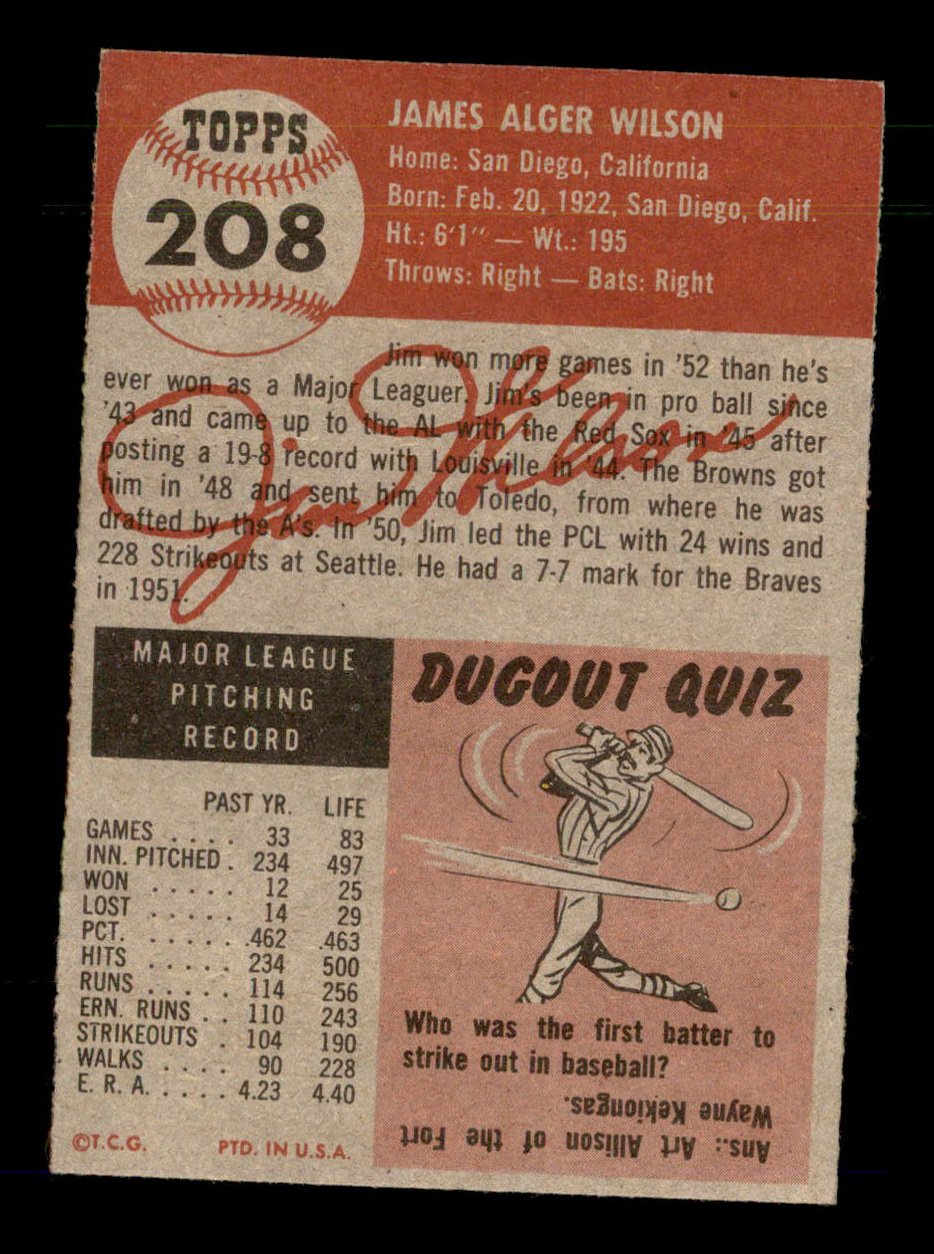 TOPPS
208
JAMES ALGER WILSON
Home: San Diego, California
Born: Feb. 20, 1922, San Diego, Calif.
Ht.: 6'1" — Wt.: 195
Throws: Right — Bats: Right
Jim won more games in '52 than he's
ever won as a Major Leaguer. Jim's been in pro ball since
'43 and came up to the AL with the Red Sox in '45 after
posting a 19-8 record with Louisville in '44. The Browns got
him in '48 and sent him to Toledo, from where he was
drafted by the A's. In '50, Jim led the PCL with 24 wins and
228 Strikeouts at Seattle. He had a 7-7 mark for the Braves
in 1951.
Jim Wilson
MAJOR LEAGUE
PITCHING
RECORD
PAST YR. LIFE
GAMES .... 33 83
INN. PITCHED . 234 497
WON ..... 12 25
LOST ..... 14 29
PCT. ...... .462 .463
HITS ..... 234 500
RUNS ..... 114 256
ERN. RUNS .. 110 243
STRIKEOUTS . 104 190
WALKS .... 90 228
E. R. A. ..... 4.23 4.40
©T.C.G. PTD. IN U.S.A.
DUGOUT QUIZ
Who was the first batter to
strike out in baseball?
Ans.: Art Allison of the Fort
Wayne Kekiongas.